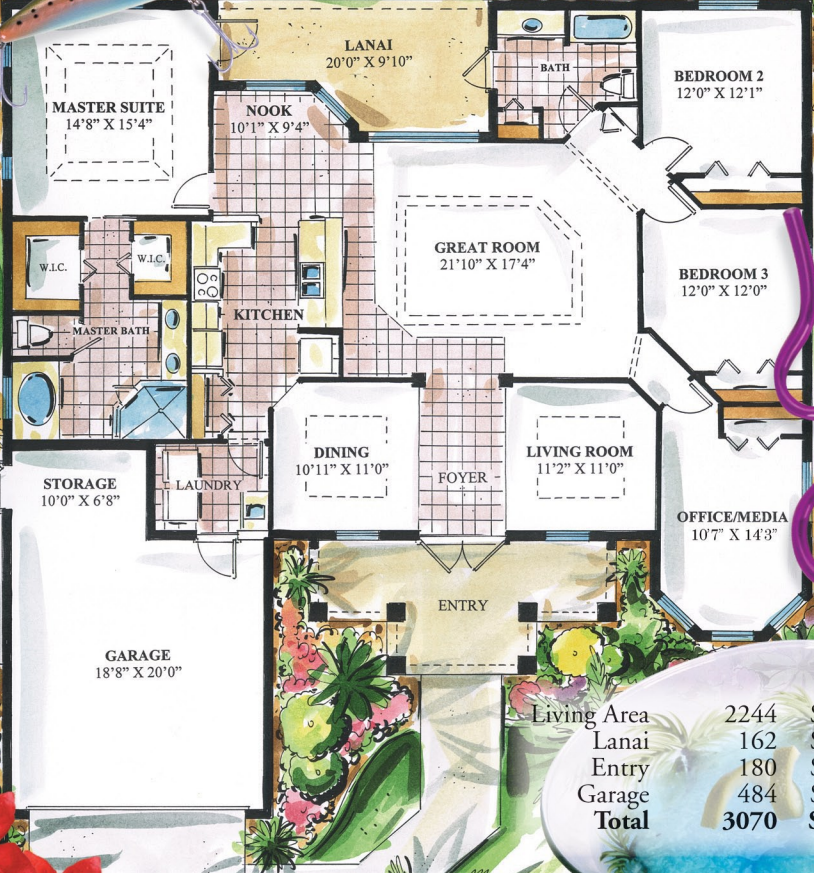 LANAI
20'0" X 9'10"
BATH
BEDROOM 2
12'0" X 12'1"
MASTER SUITE
14'8" X 15'4"
NOOK
10'1" X 9'4"
GREAT ROOM
21'10" X 17'4"
W.I.C.
W.I.C.
BEDROOM 3
12'0" X 12'0"
KITCHEN
MASTER BATH
DINING
10'11" X 11'0"
LIVING ROOM
11'2" X 11'0"
FOYER
STORAGE
10'0" X 6'8"
LAUNDRY
OFFICE/MEDIA
10'7" X 14'3"
ENTRY
GARAGE
18'8" X 20'0"
Living Area 2244 S
Lanai 162 S
Entry 180 S
Garage 484 S
Total 3070 S